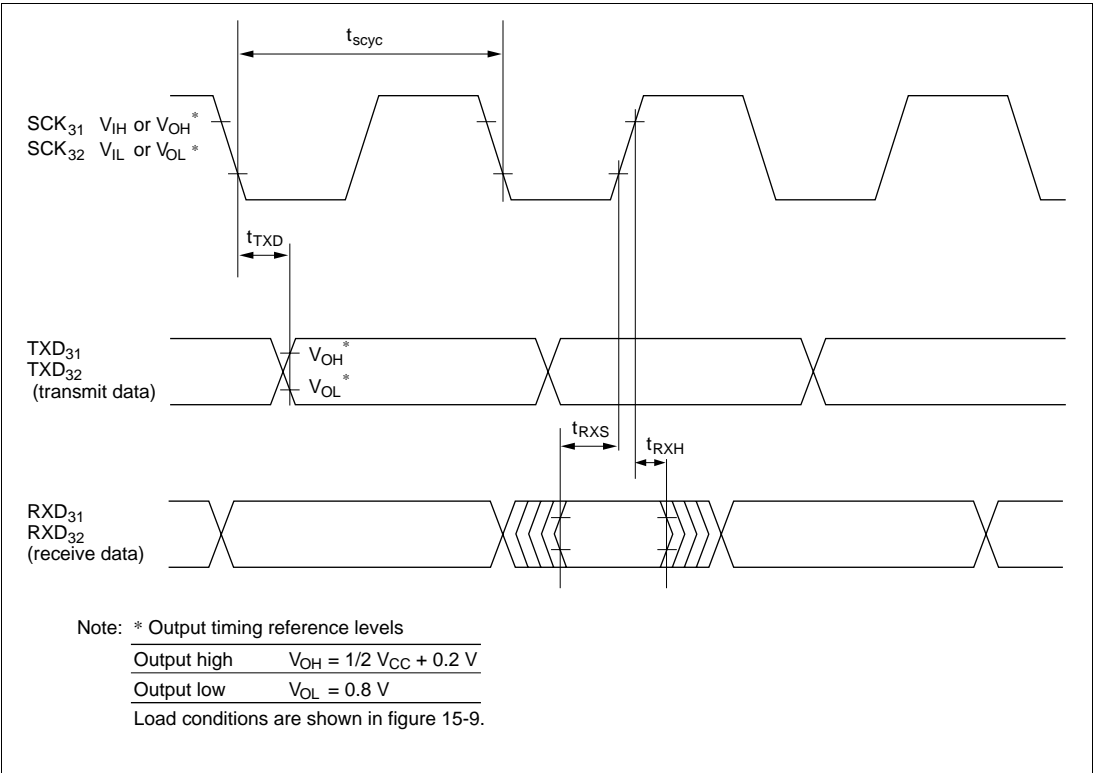 tscyc
SCK31 VIH or VOH*
SCK32 VIL or VOL*
tTXD
TXD31
TXD32
(transmit data)
VOH*
VOL*
tRXS
tRXH
RXD31
RXD32
(receive data)
Note: * Output timing reference levels
Output high VOH = 1/2 VCC + 0.2 V
Output low VOL = 0.8 V
Load conditions are shown in figure 15-9.